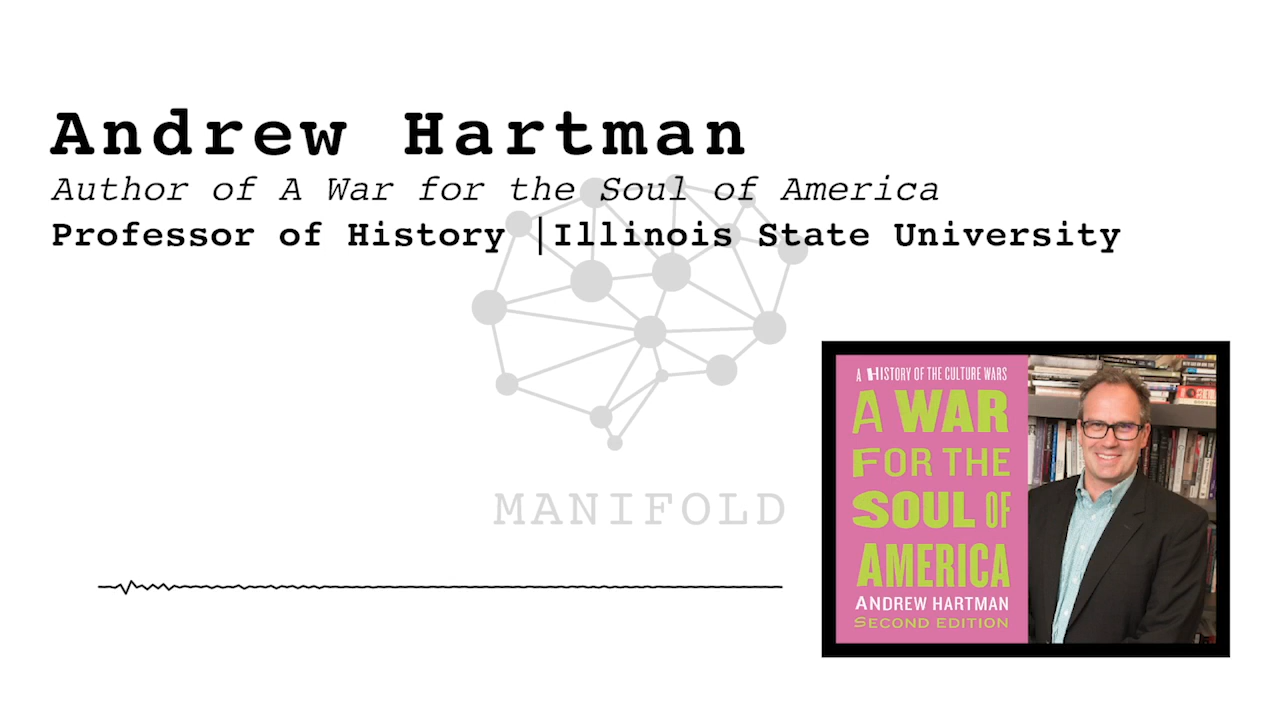 Andrew Hartman
Author of A War for the Soul of America
Professor of History |Illinois State University
MANIFOLD
A HISTORY OF THE CULTURE WARS
A WAR
FOR THE
SOUL OF
AMERICA
ANDREW HARTMAN
SECOND EDITION